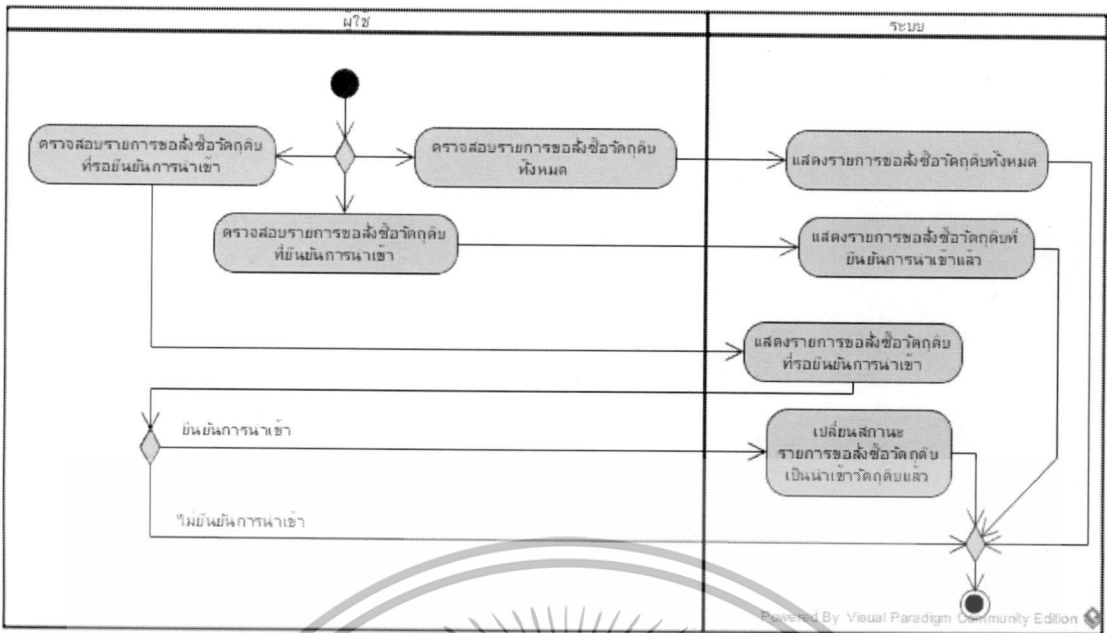 ผู้ใช้
ระบบ
ตรวจสอบรายการขอสั่งซื้อวัตถุดิบ
ที่รอยืนยันการนำเข้า
ตรวจสอบรายการขอสั่งซื้อวัตถุดิบ
ทั้งหมด
แสดงรายการขอสั่งซื้อวัตถุดิบทั้งหมด
ตรวจสอบรายการขอสั่งซื้อวัตถุดิบ
ที่ยืนยันการนำเข้า
แสดงรายการขอสั่งซื้อวัตถุดิบที่
ยืนยันการนำเข้าแล้ว
แสดงรายการขอสั่งซื้อวัตถุดิบ
ที่รอยืนยันการนำเข้า
ยืนยันการนำเข้า
เปลี่ยนสถานะ
รายการขอสั่งซื้อวัตถุดิบ
เป็นนำเข้าวัตถุดิบแล้ว
ไม่ยืนยันการนำเข้า
Powered By Visual Paradigm Community Edition